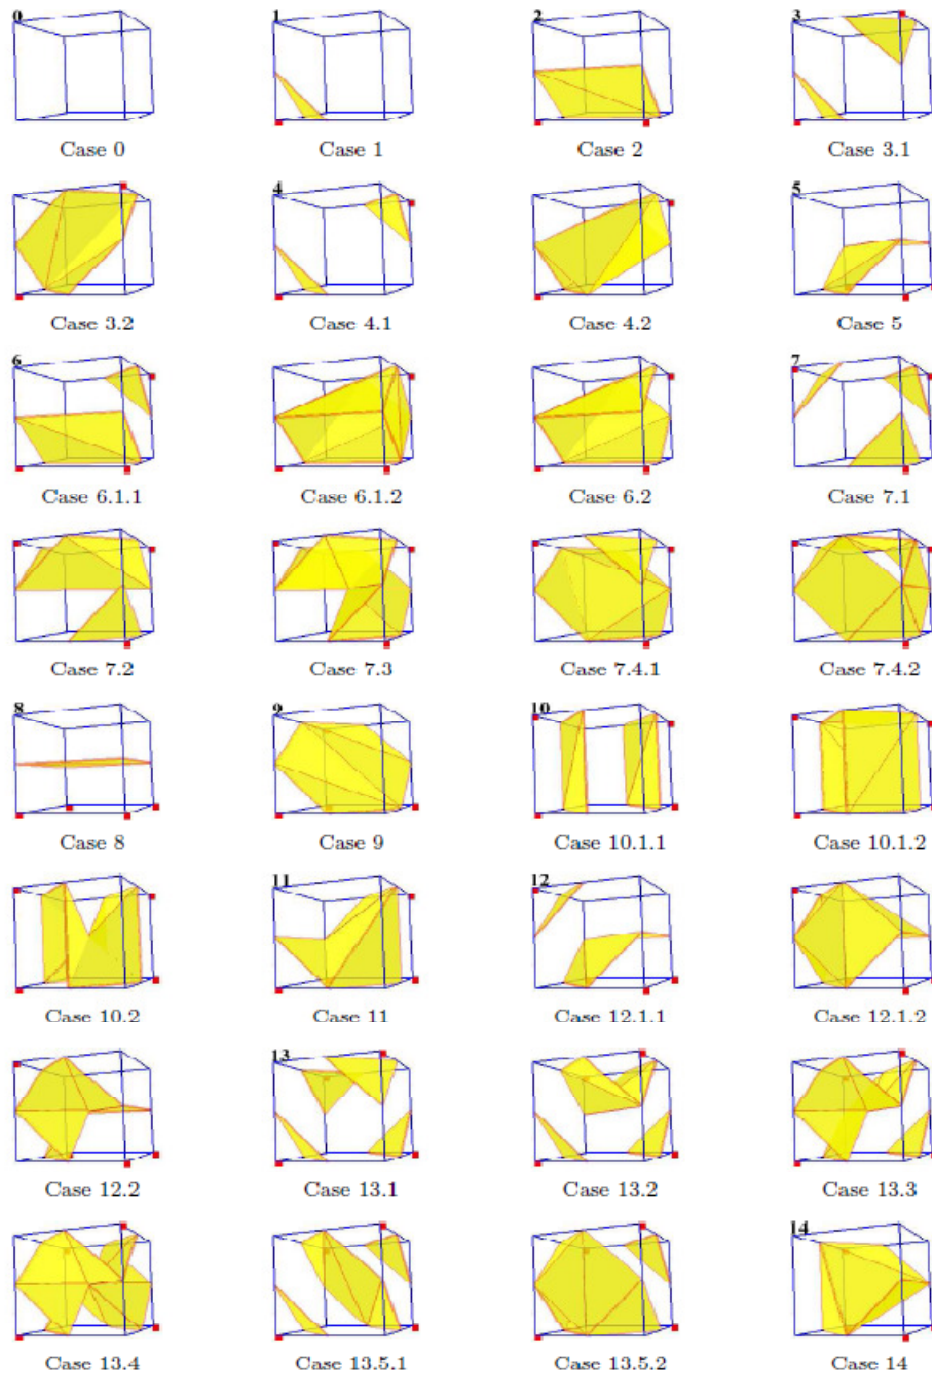 0 1 2 3
Case 0 Case 1 Case 2 Case 3.1
4 5
Case 3.2 Case 4.1 Case 4.2 Case 5
6 7
Case 6.1.1 Case 6.1.2 Case 6.2 Case 7.1
Case 7.2 Case 7.3 Case 7.4.1 Case 7.4.2
8 9 10
Case 8 Case 9 Case 10.1.1 Case 10.1.2
11 12
Case 10.2 Case 11 Case 12.1.1 Case 12.1.2
13
Case 12.2 Case 13.1 Case 13.2 Case 13.3
14
Case 13.4 Case 13.5.1 Case 13.5.2 Case 14